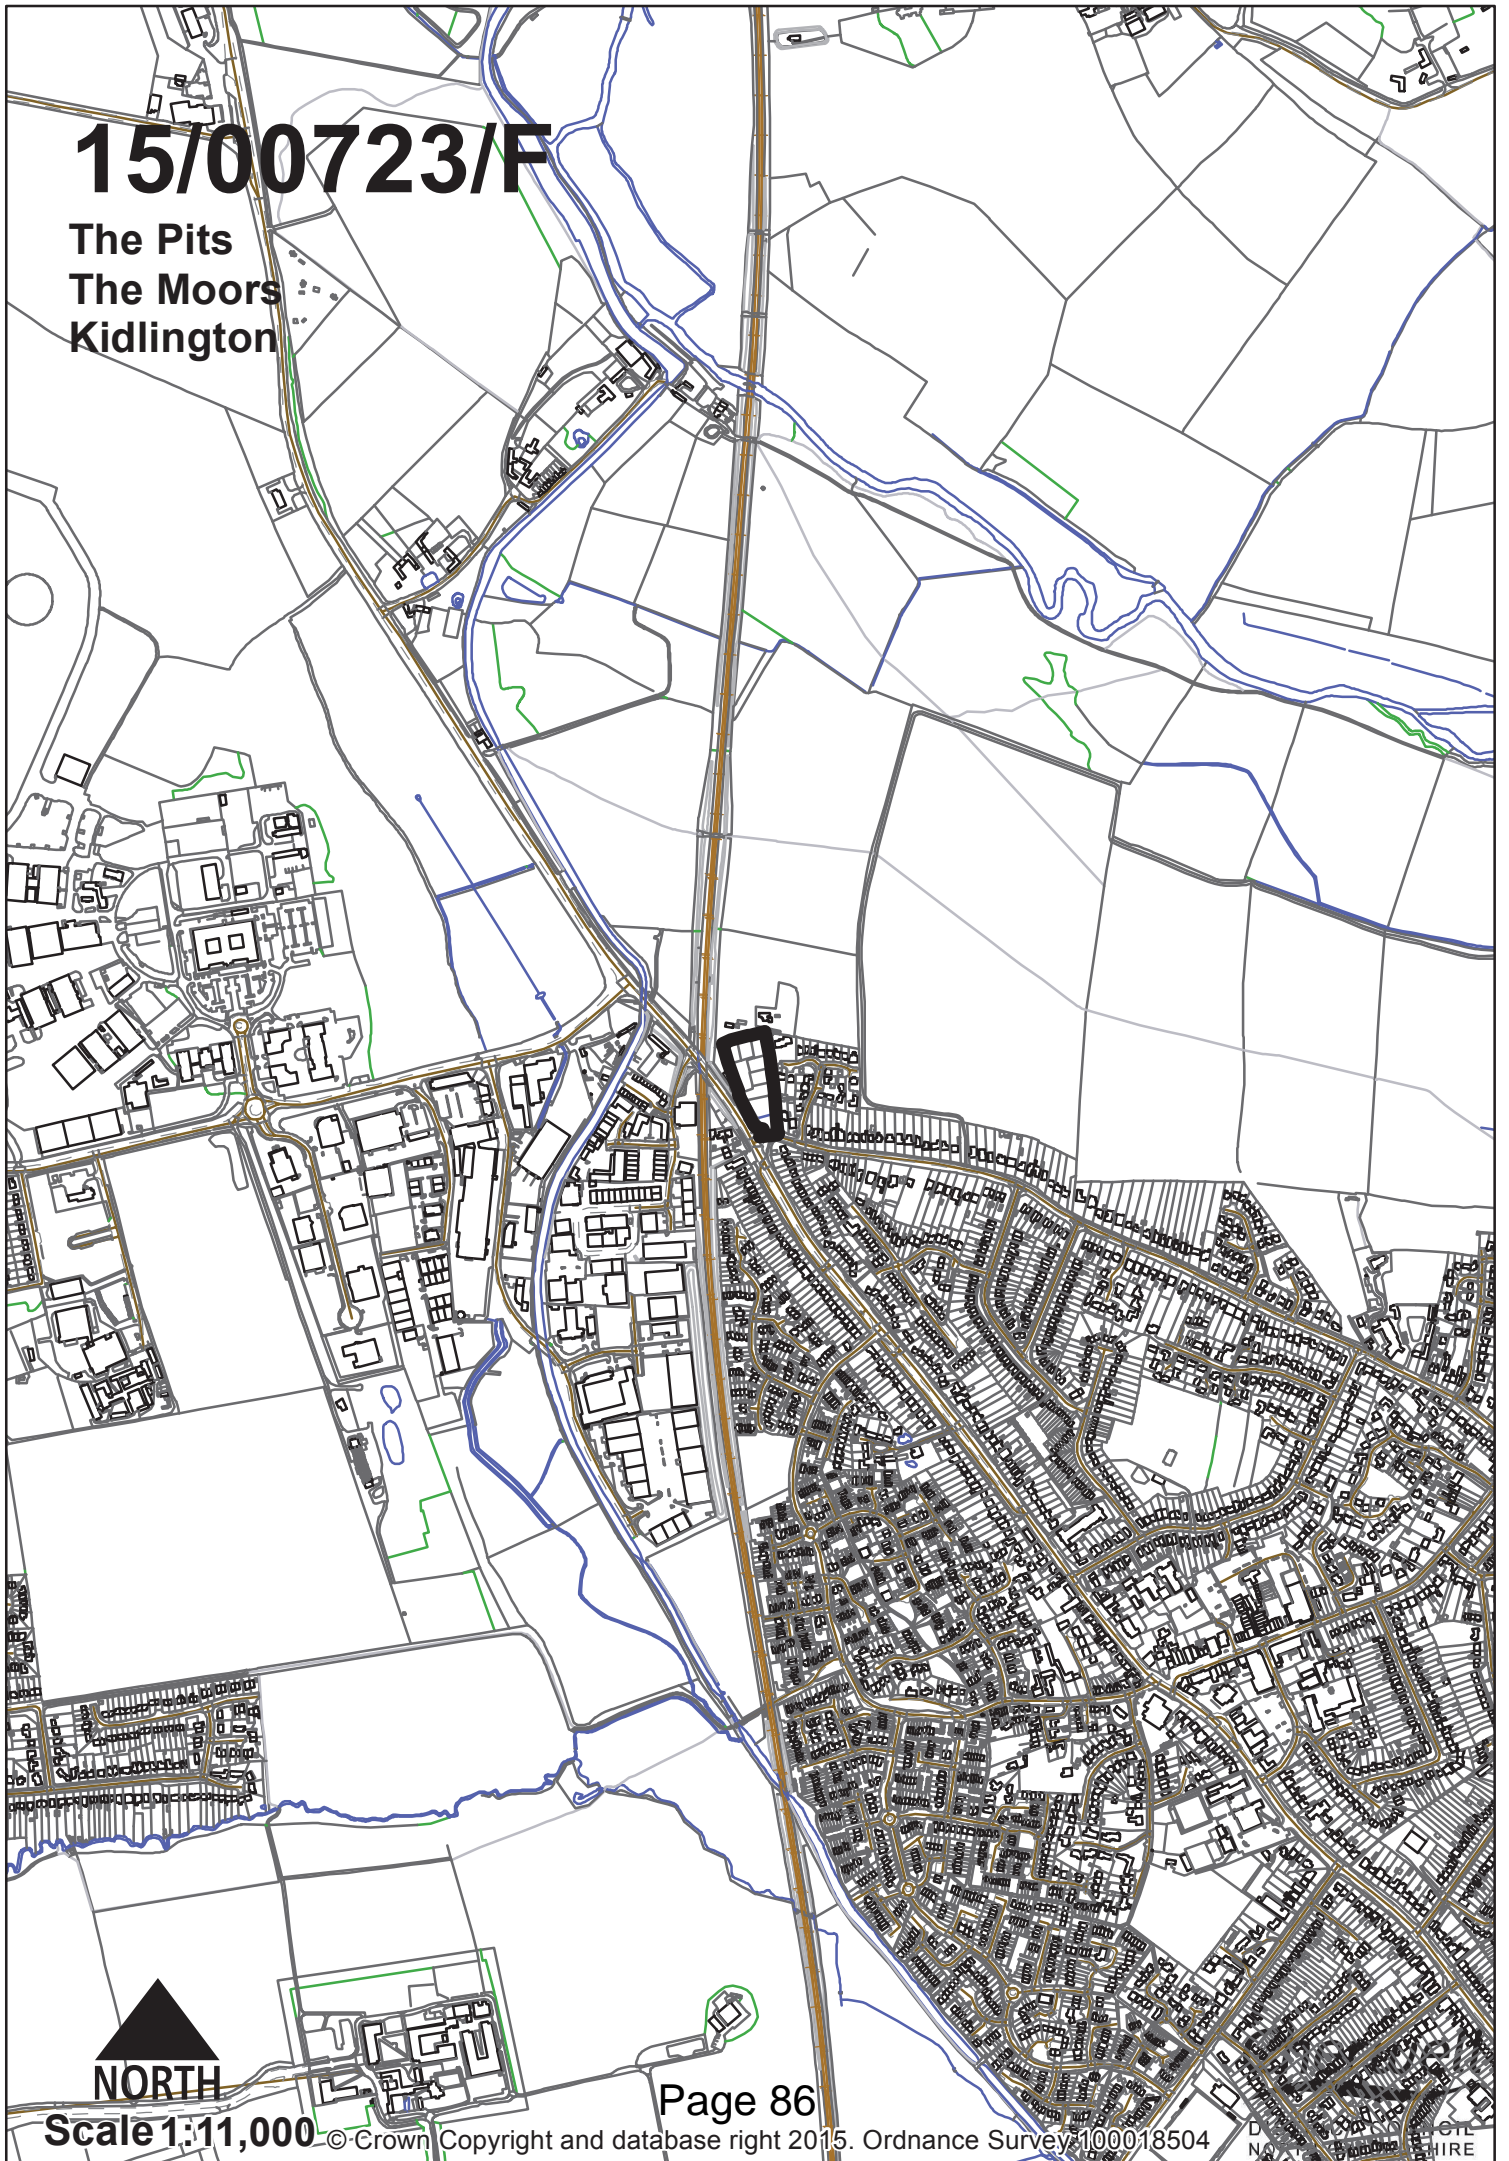 15/00723/F
The Pits
The Moors
Kidlington
NORTH
Scale 1:11,000
Page 86
© Crown Copyright and database right 2015. Ordnance Survey 100018504